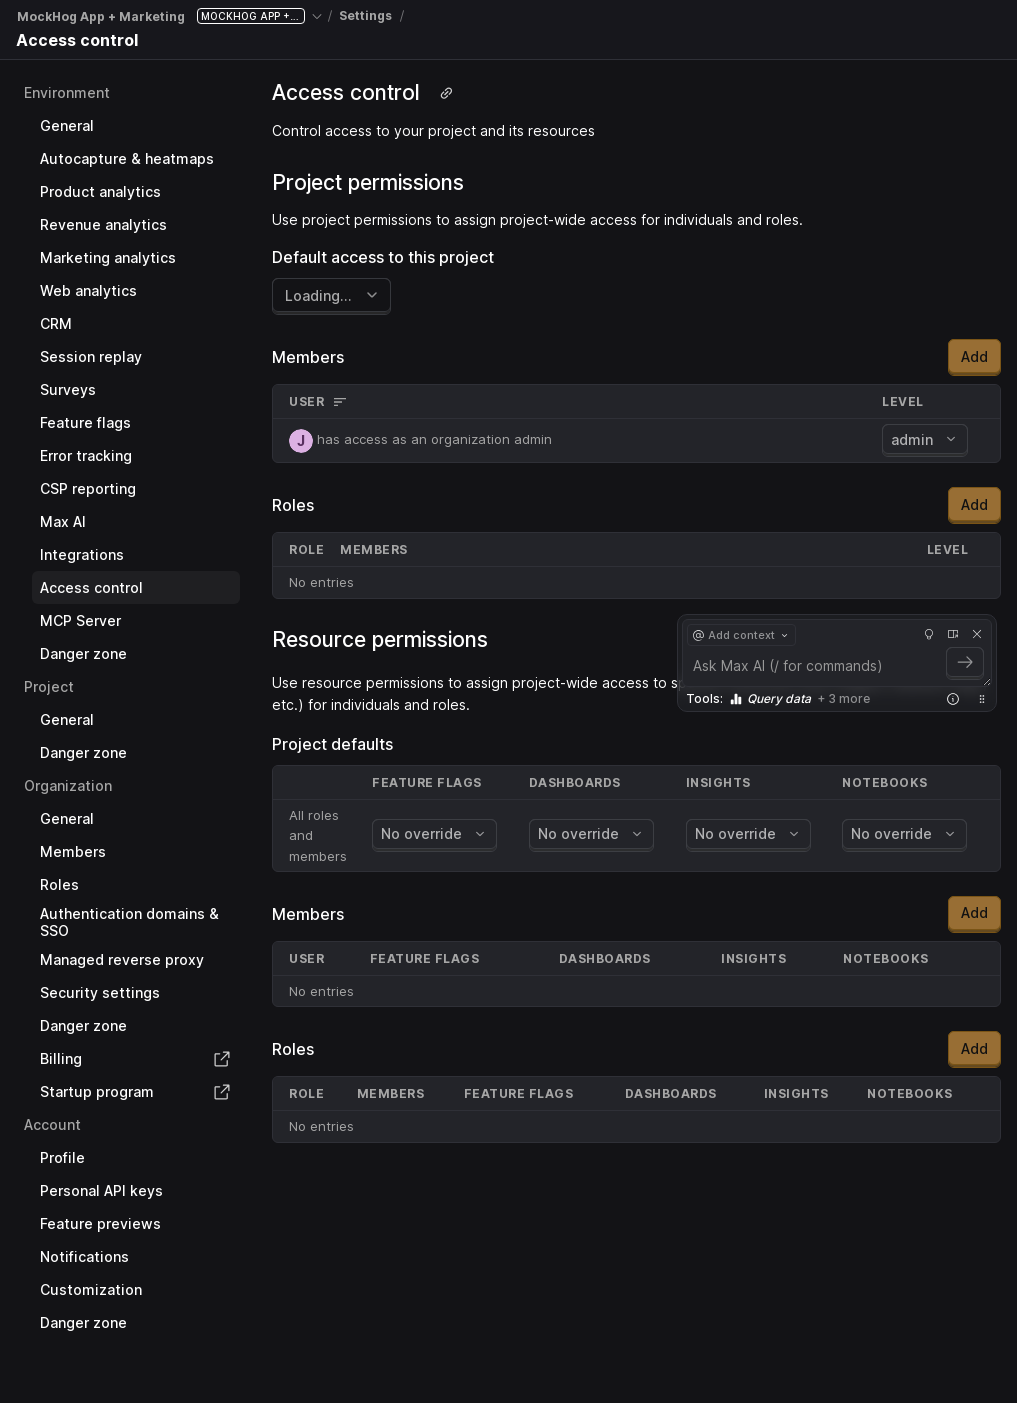 MockHog App + Marketing MOCKHOG APP +... / Settings /
Access control
Environment
General
Autocapture & heatmaps
Product analytics
Revenue analytics
Marketing analytics
Web analytics
CRM
Session replay
Surveys
Feature flags
Error tracking
CSP reporting
Max AI
Integrations
Access control
MCP Server
Danger zone
Project
General
Danger zone
Organization
General
Members
Roles
Authentication domains &
SSO
Managed reverse proxy
Security settings
Danger zone
Billing
Startup program
Account
Profile
Personal API keys
Feature previews
Notifications
Customization
Danger zone
Access control
Control access to your project and its resources
Project permissions
Use project permissions to assign project-wide access for individuals and roles.
Default access to this project
Loading...
Members Add
USER LEVEL
J has access as an organization admin admin
Roles Add
ROLE MEMBERS LEVEL
No entries
Resource permissions
Use resource permissions to assign project-wide access to
etc.) for individuals and roles.
@ Add context
Ask Max AI (/ for commands)
Tools: Query data + 3 more
Project defaults
FEATURE FLAGS DASHBOARDS INSIGHTS NOTEBOOKS
All roles
and
members
No override No override No override No override
Members Add
USER FEATURE FLAGS DASHBOARDS INSIGHTS NOTEBOOKS
No entries
Roles Add
ROLE MEMBERS FEATURE FLAGS DASHBOARDS INSIGHTS NOTEBOOKS
No entries